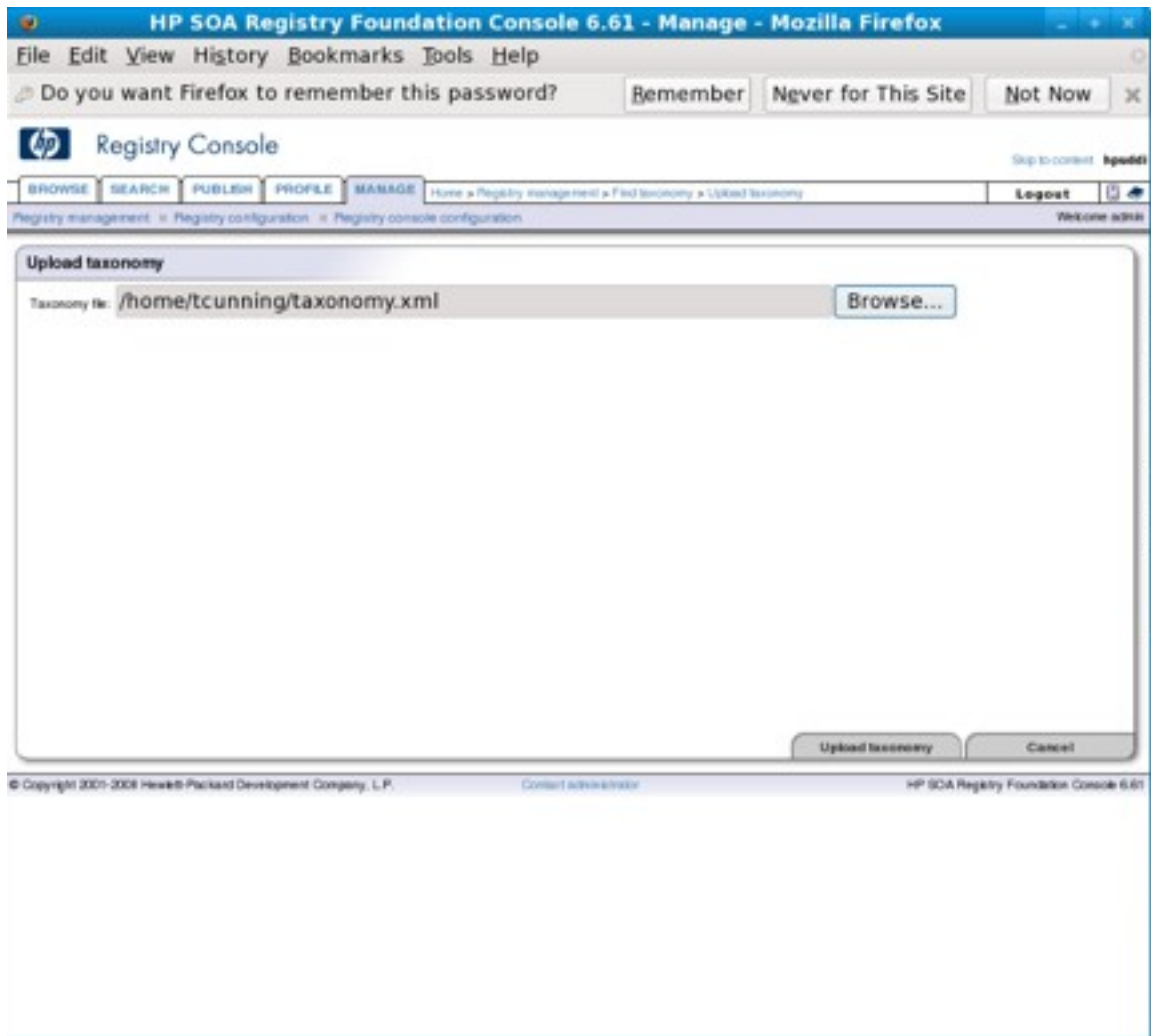 HP SOA Registry Foundation Console 6.61 - Manage - Mozilla Firefox
File Edit View History Bookmarks Tools Help
Do you want Firefox to remember this password? Remember Never for This Site Not Now
hp Registry Console
Skip to content hpuddi
BROWSE SEARCH PUBLISH PROFILE MANAGE Home » Registry management » Find taxonomy » Upload taxonomy Logout
Registry management Registry configuration Registry console configuration Welcome admin
Upload taxonomy
Taxonomy file: /home/tcunning/taxonomy.xml Browse...
Upload taxonomy Cancel
© Copyright 2001-2008 Hewlett-Packard Development Company, L.P. Contact administrator HP SOA Registry Foundation Console 6.61